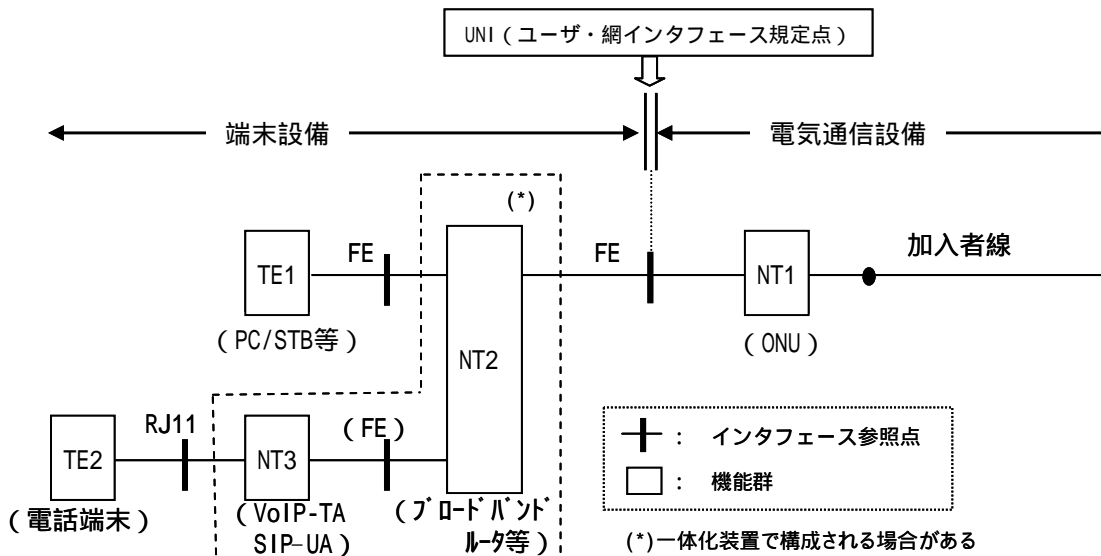 UNI（ユーザ・網インタフェース規定点）
端末設備
電気通信設備
(*)
FE
FE
加入者線
TE1
NT1
（PC/STB等）
NT2
（ONU）
RJ11
（FE）
TE2
NT3
： インタフェース参照点
： 機能群
（電話端末）
（VoIP-TA
SIP-UA）
（ブロードバンド
ルータ等）
(*)一体化装置で構成される場合がある